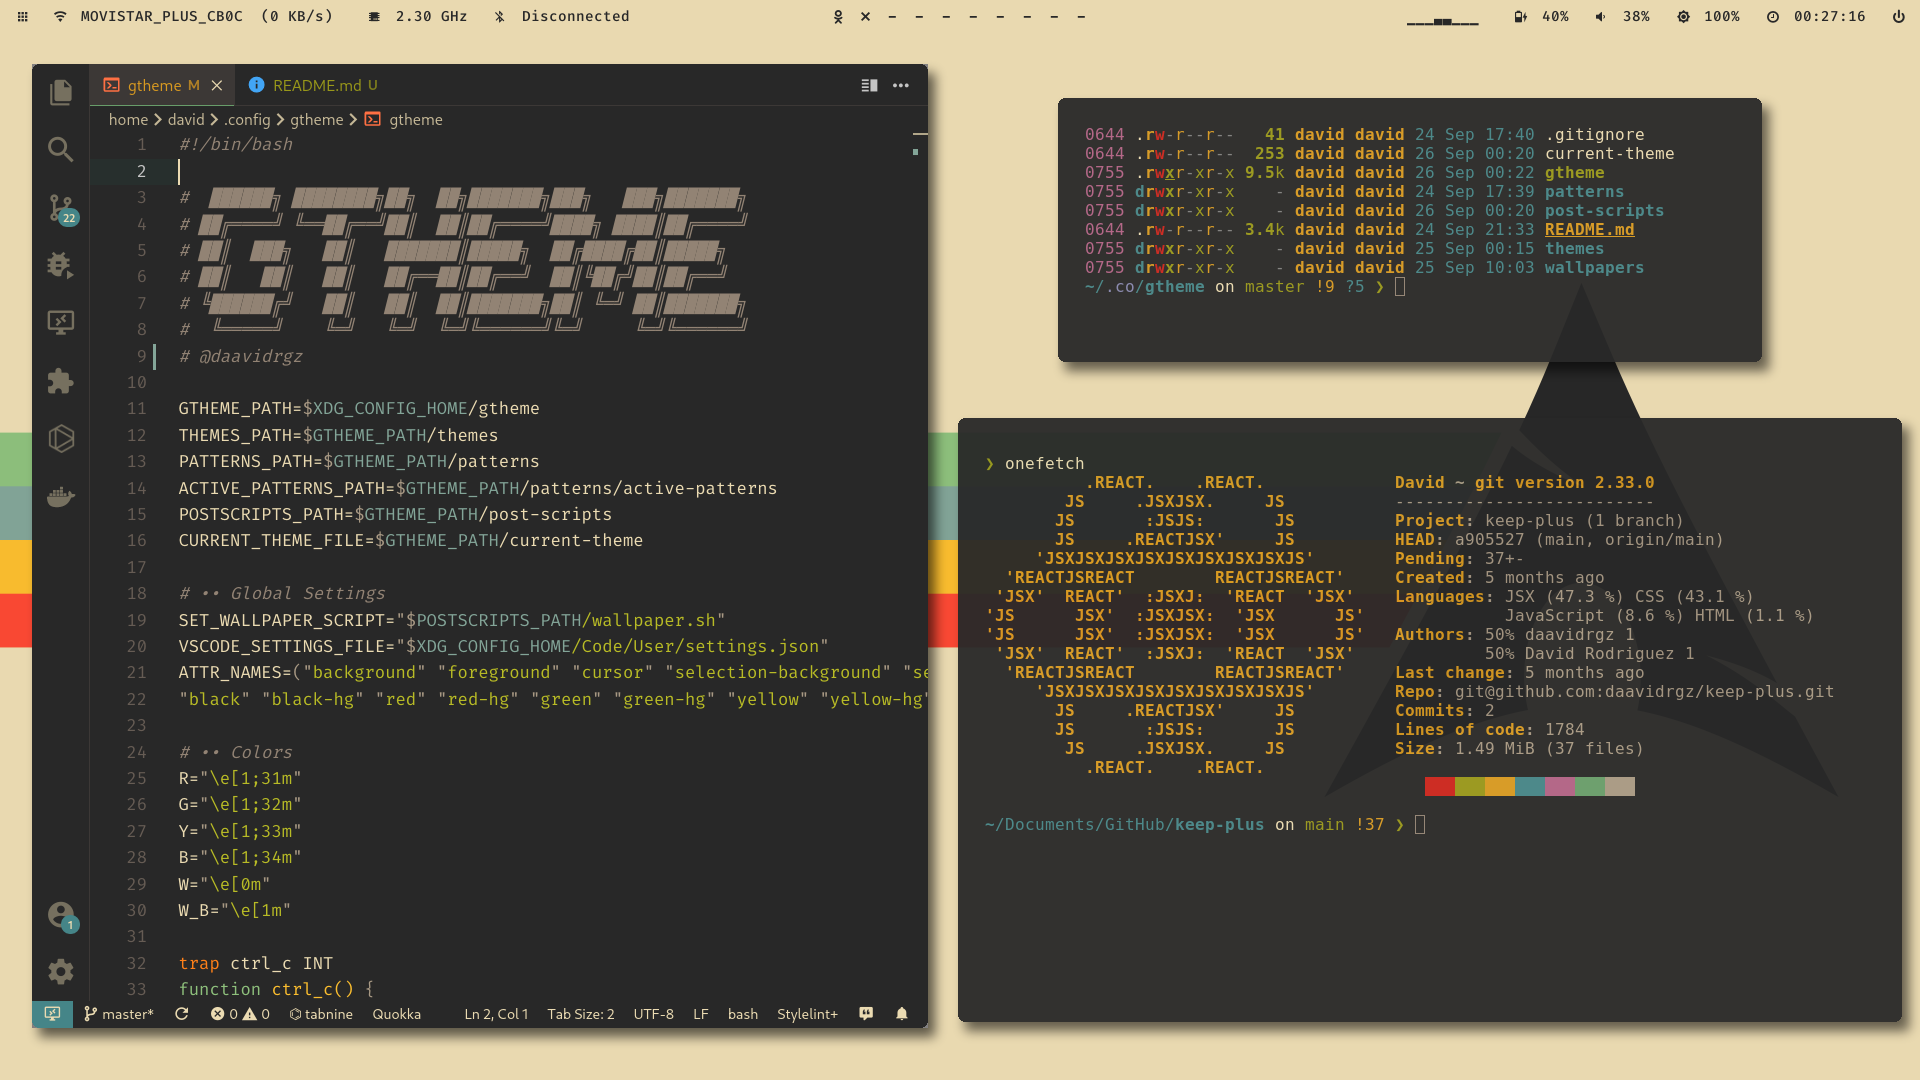 MOVISTAR_PLUS_CB0C (0 KB/s) 2.30 GHz Disconnected
40% 38% 100% 00:27:16
gtheme M
README.md U
home > david > .config > gtheme > gtheme
1 #!/bin/bash
2
3 # ██████╗ ████████╗██╗  ██╗███████╗███╗   ███╗███████╗
4 # ██╔════╝ ╚══██╔══╝██║  ██║██╔════╝████╗ ████║██╔════╝
5 # ██║  ███╗   ██║   ███████║█████╗  ██╔████╔██║█████╗
6 # ██║   ██║   ██║   ██╔══██║██╔══╝  ██║╚██╔╝██║██╔══╝
7 # ╚██████╔╝   ██║   ██║  ██║███████╗██║ ╚═╝ ██║███████╗
8 #  ╚═════╝    ╚═╝   ╚═╝  ╚═╝╚══════╝╚═╝     ╚═╝╚══════╝
9 # @daavidrgz
10
11 GTHEME_PATH=$XDG_CONFIG_HOME/gtheme
12 THEMES_PATH=$GTHEME_PATH/themes
13 PATTERNS_PATH=$GTHEME_PATH/patterns
14 ACTIVE_PATTERNS_PATH=$GTHEME_PATH/patterns/active-patterns
15 POSTSCRIPTS_PATH=$GTHEME_PATH/post-scripts
16 CURRENT_THEME_FILE=$GTHEME_PATH/current-theme
17
18 # •• Global Settings
19 SET_WALLPAPER_SCRIPT="$POSTSCRIPTS_PATH/wallpaper.sh"
20 VSCODE_SETTINGS_FILE="$XDG_CONFIG_HOME/Code/User/settings.json"
21 ATTR_NAMES=("background" "foreground" "cursor" "selection-background" "se
22 "black" "black-hg" "red" "red-hg" "green" "green-hg" "yellow" "yellow-hg"
23
24 # •• Colors
25 R="\e[1;31m"
26 G="\e[1;32m"
27 Y="\e[1;33m"
28 B="\e[1;34m"
29 W="\e[0m"
30 W_B="\e[1m"
31
32 trap ctrl_c INT
33 function ctrl_c() {
22
1
master* 0 0 tabnine Quokka Ln 2, Col 1 Tab Size: 2 UTF-8 LF bash Stylelint+
0644 .rw-r--r-- 41 david david 24 Sep 17:40 .gitignore
0644 .rw-r--r-- 253 david david 26 Sep 00:20 current-theme
0755 .rwxr-xr-x 9.5k david david 26 Sep 00:22 gtheme
0755 drwxr-xr-x - david david 24 Sep 17:39 patterns
0755 drwxr-xr-x - david david 26 Sep 00:20 post-scripts
0644 .rw-r--r-- 3.4k david david 24 Sep 21:33 README.md
0755 drwxr-xr-x - david david 25 Sep 00:15 themes
0755 drwxr-xr-x - david david 25 Sep 10:03 wallpapers
~/.co/gtheme on master !9 ?5 ❯
❯ onefetch
.REACT. .REACT. David ~ git version 2.33.0
JS .JSXJSX. JS -------------------------
JS :JSJS: JS Project: keep-plus (1 branch)
JS .REACTJSX' JS HEAD: a905527 (main, origin/main)
'JSXJSXJSXJSXJSXJSXJSXJSXJS' Pending: 37+-
'REACTJSREACT REACTJSREACT' Created: 5 months ago
'JSX' REACT' :JSXJ: 'REACT 'JSX' Languages: JSX (47.3 %) CSS (43.1 %)
'JS JSX' :JSXJSX: 'JSX JS' JavaScript (8.6 %) HTML (1.1 %)
'JS JSX' :JSXJSX: 'JSX JS' Authors: 50% daavidrgz 1
'JSX' REACT' :JSXJ: 'REACT 'JSX' 50% David Rodriguez 1
'REACTJSREACT REACTJSREACT' Last change: 5 months ago
'JSXJSXJSXJSXJSXJSXJSXJSXJS' Repo: git@github.com:daavidrgz/keep-plus.git
JS .REACTJSX' JS Commits: 2
JS :JSJS: JS Lines of code: 1784
JS .JSXJSX. JS Size: 1.49 MiB (37 files)
.REACT. .REACT.
~/Documents/GitHub/keep-plus on main !37 ❯